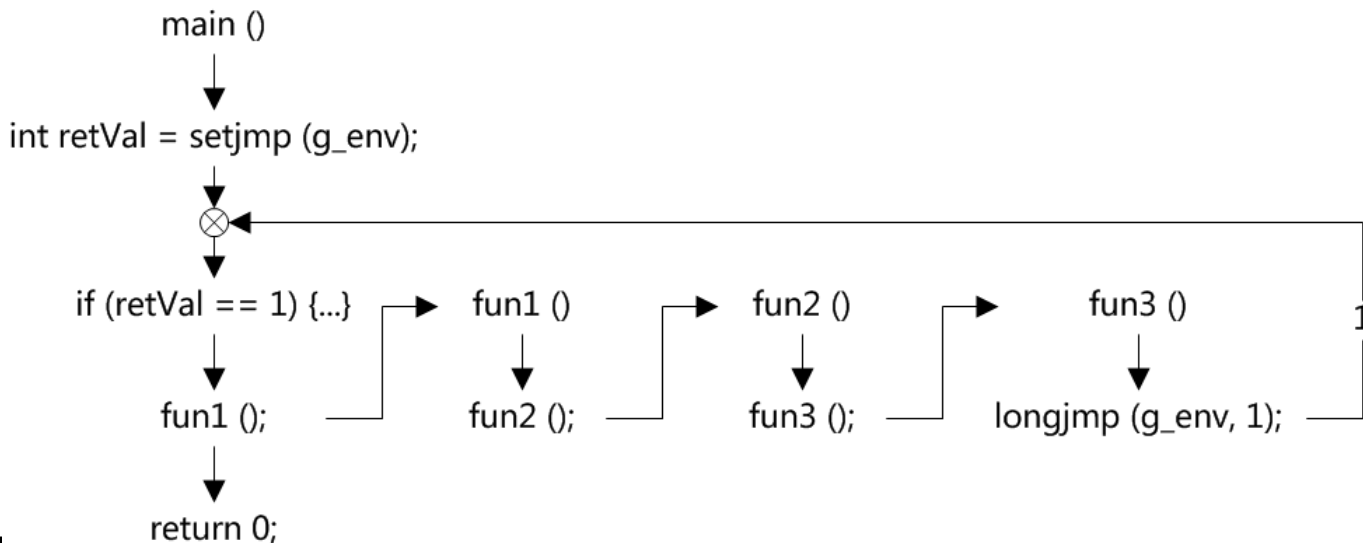 main ()
int retVal = setjmp (g_env);
if (retVal == 1) {...}
fun1 ()
fun2 ()
fun3 ()
1
fun1 ();
fun2 ();
fun3 ();
longjmp (g_env, 1);
return 0;